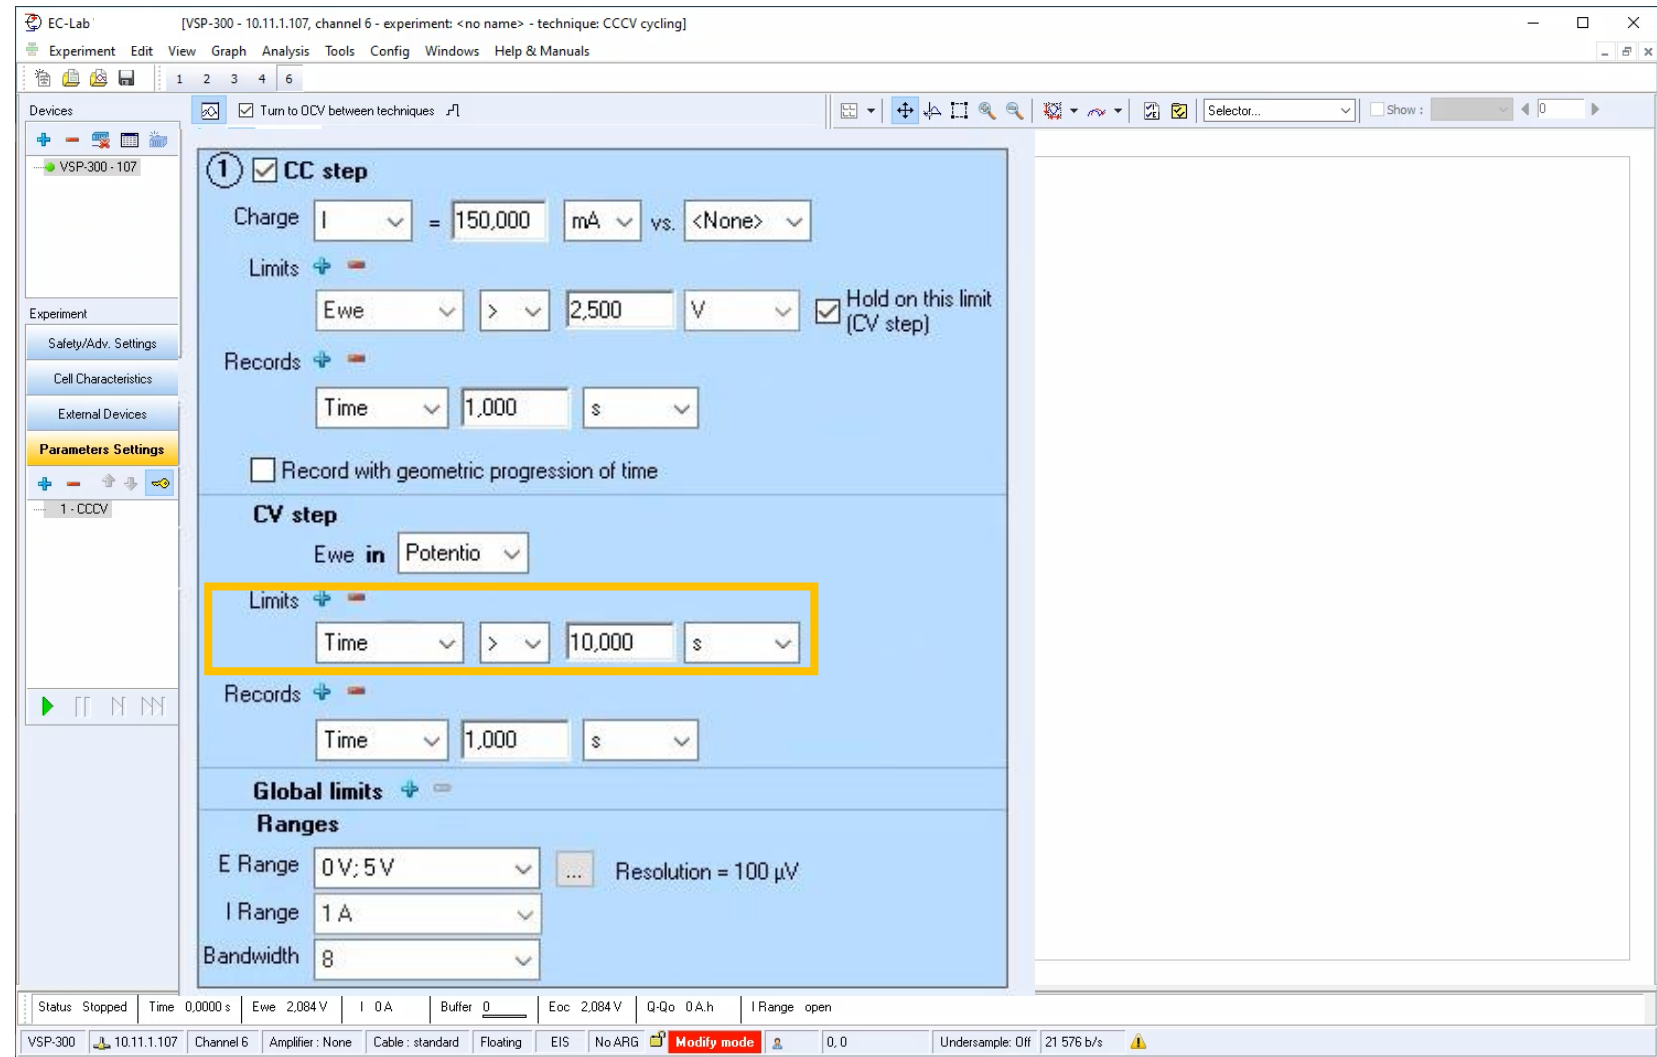 EC-Lab [VSP-300 - 10.11.1.107, channel 6 - experiment: <no name> - technique: CCCV cycling]
Experiment Edit View Graph Analysis Tools Config Windows Help & Manuals
1 2 3 4 6
Devices
Turn to OCV between techniques
Selector...
Show :
0
VSP-300 - 107
Experiment
Safety/Adv. Settings
Cell Characteristics
External Devices
Parameters Settings
1 - CCCV
1 CC step
Charge I = 150,000 mA vs. <None>
Limits
Ewe > 2,500 V Hold on this limit
(CV step)
Records
Time 1,000 s
Record with geometric progression of time
CV step
Ewe in Potentio
Limits
Time > 10,000 s
Records
Time 1,000 s
Global limits
Ranges
E Range 0 V; 5 V ... Resolution = 100 µV
I Range 1 A
Bandwidth 8
Status Stopped Time 0,0000 s Ewe 2,084 V I 0 A Buffer 0 Eoc 2,084 V Q-Qo 0 A.h I Range open
VSP-300 10.11.1.107 Channel 6 Amplifier : None Cable : standard Floating EIS No ARG Modify mode 0, 0 Undersample: Off 21 576 b/s